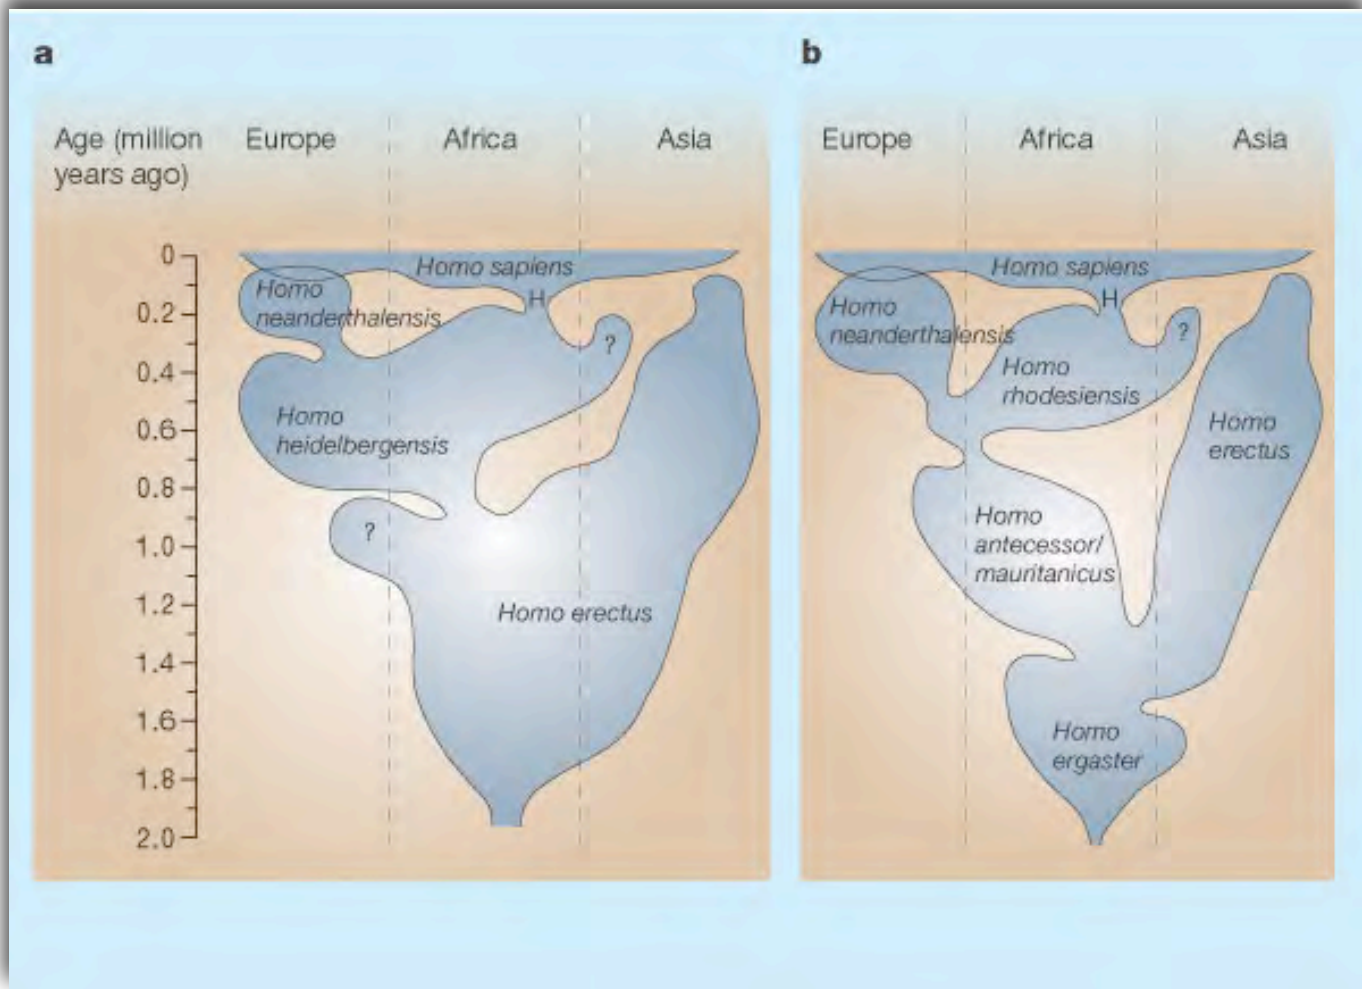 a
Age (million
years ago)
Europe
Africa
Asia
0
0.2
0.4
0.6
0.8
1.0
1.2
1.4
1.6
1.8
2.0
Homo sapiens
H
Homo
neanderthalensis
?
Homo
heidelbergensis
?
Homo erectus
b
Europe
Africa
Asia
Homo sapiens
H
Homo
neanderthalensis
?
Homo
rhodesiensis
Homo
erectus
Homo
antecessor/
mauritanicus
Homo
ergaster